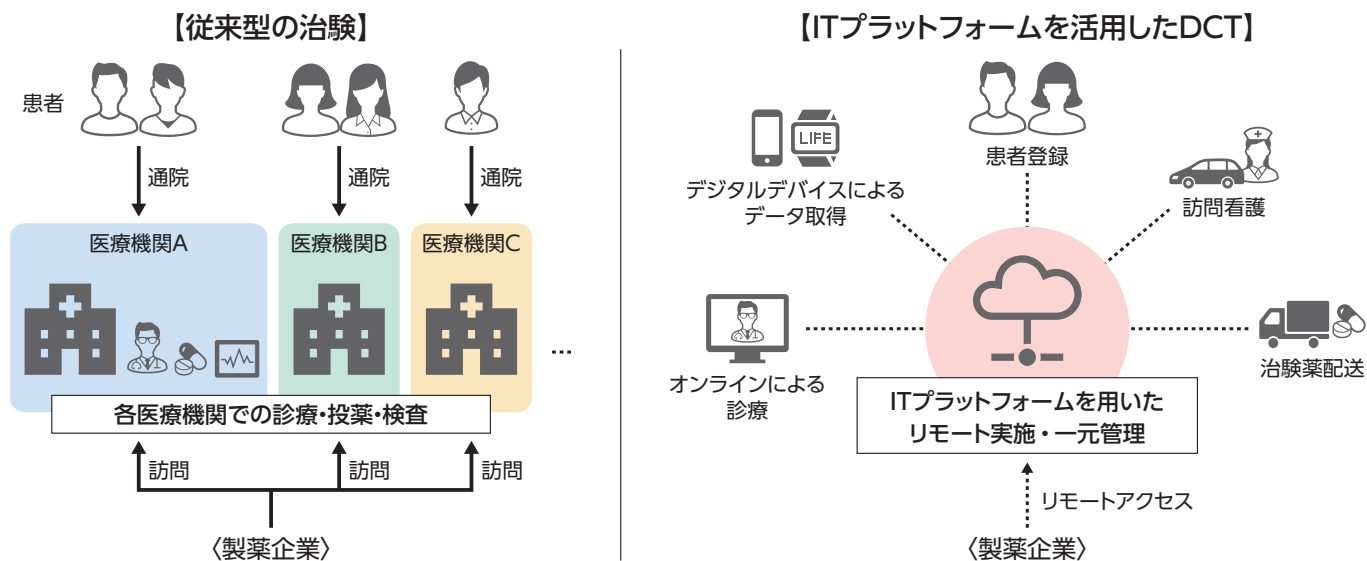 【従来型の治験】
患者
通院
通院
通院
医療機関A
医療機関B
医療機関C
…
各医療機関での診療・投薬・検査
訪問
訪問
訪問
〈製薬企業〉
【ITプラットフォームを活用したDCT】
患者登録
LIFE
デジタルデバイスによる
データ取得
訪問看護
オンラインによる
診療
治験薬配送
ITプラットフォームを用いた
リモート実施・一元管理
リモートアクセス
〈製薬企業〉